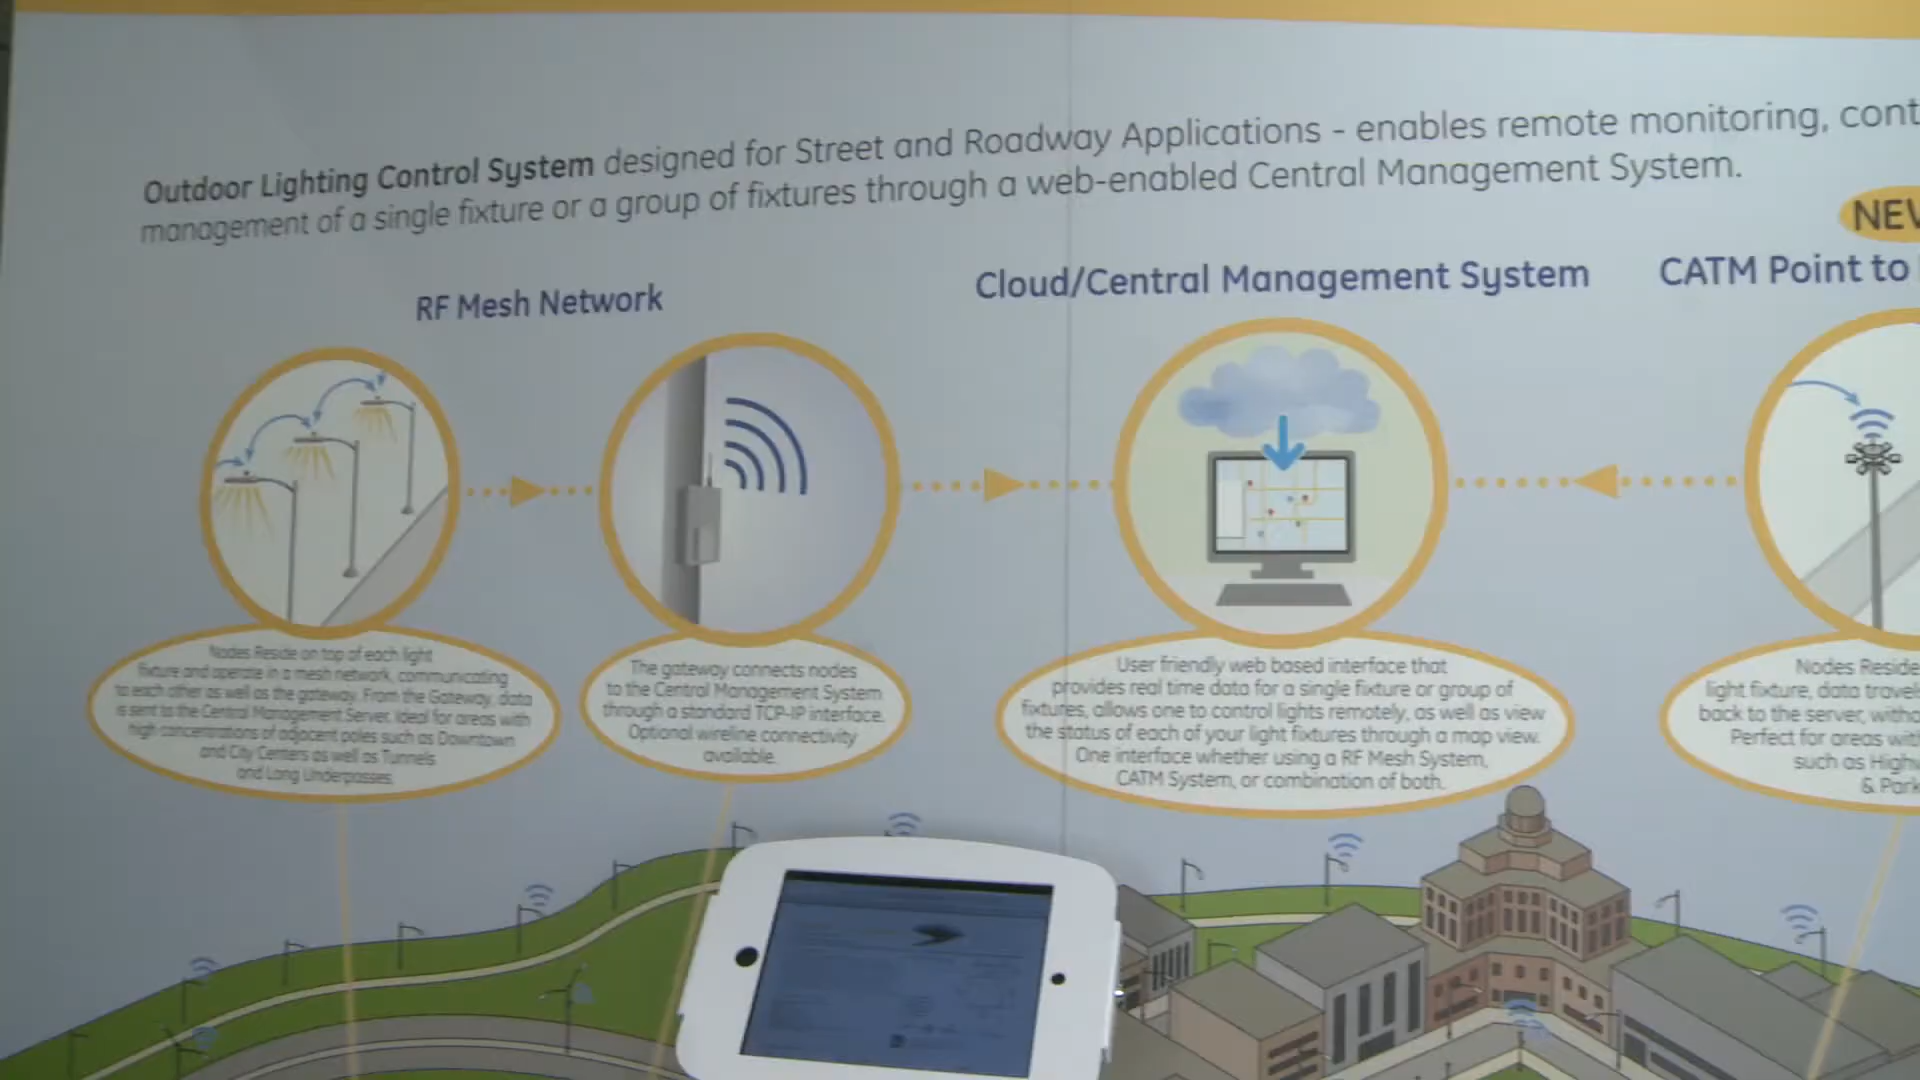 Outdoor Lighting Control System designed for Street and Roadway Applications - enables remote monitoring, cont
management of a single fixture or a group of fixtures through a web-enabled Central Management System.
NEW
RF Mesh Network
Cloud/Central Management System
CATM Point to
Nodes Reside on top of each light
fixture and operate in a mesh network, communicating
to each other as well as the gateway. From the Gateway, data
is sent to the Central Management Server. Ideal for areas with
high concentrations of adjacent poles such as Downtown
and City Centers as well as Tunnels
and Long Underpasses.
The gateway connects nodes
to the Central Management System
through a standard TCP-IP interface.
Optional wireline connectivity
available.
User friendly web based interface that
provides real time data for a single fixture or group of
fixtures, allows one to control lights remotely, as well as view
the status of each of your light fixtures through a map view.
One interface whether using a RF Mesh System,
CATM System, or combination of both.
Nodes Reside
light fixture, data travel
back to the server, witho
Perfect for areas with
such as Highw
& Park